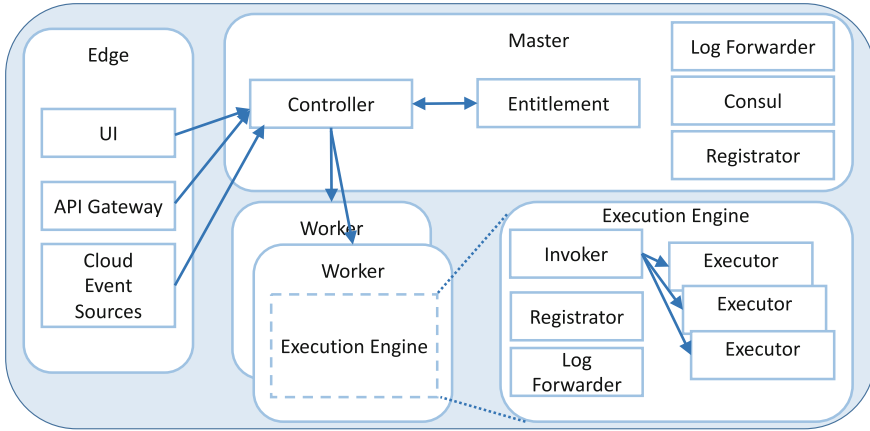 Edge
UI
API Gateway
Cloud
Event
Sources
Master
Controller
Entitlement
Log Forwarder
Consul
Registrator
Worker
Worker
Execution Engine
Execution Engine
Invoker
Registrator
Log
Forwarder
Executor
Executor
Executor